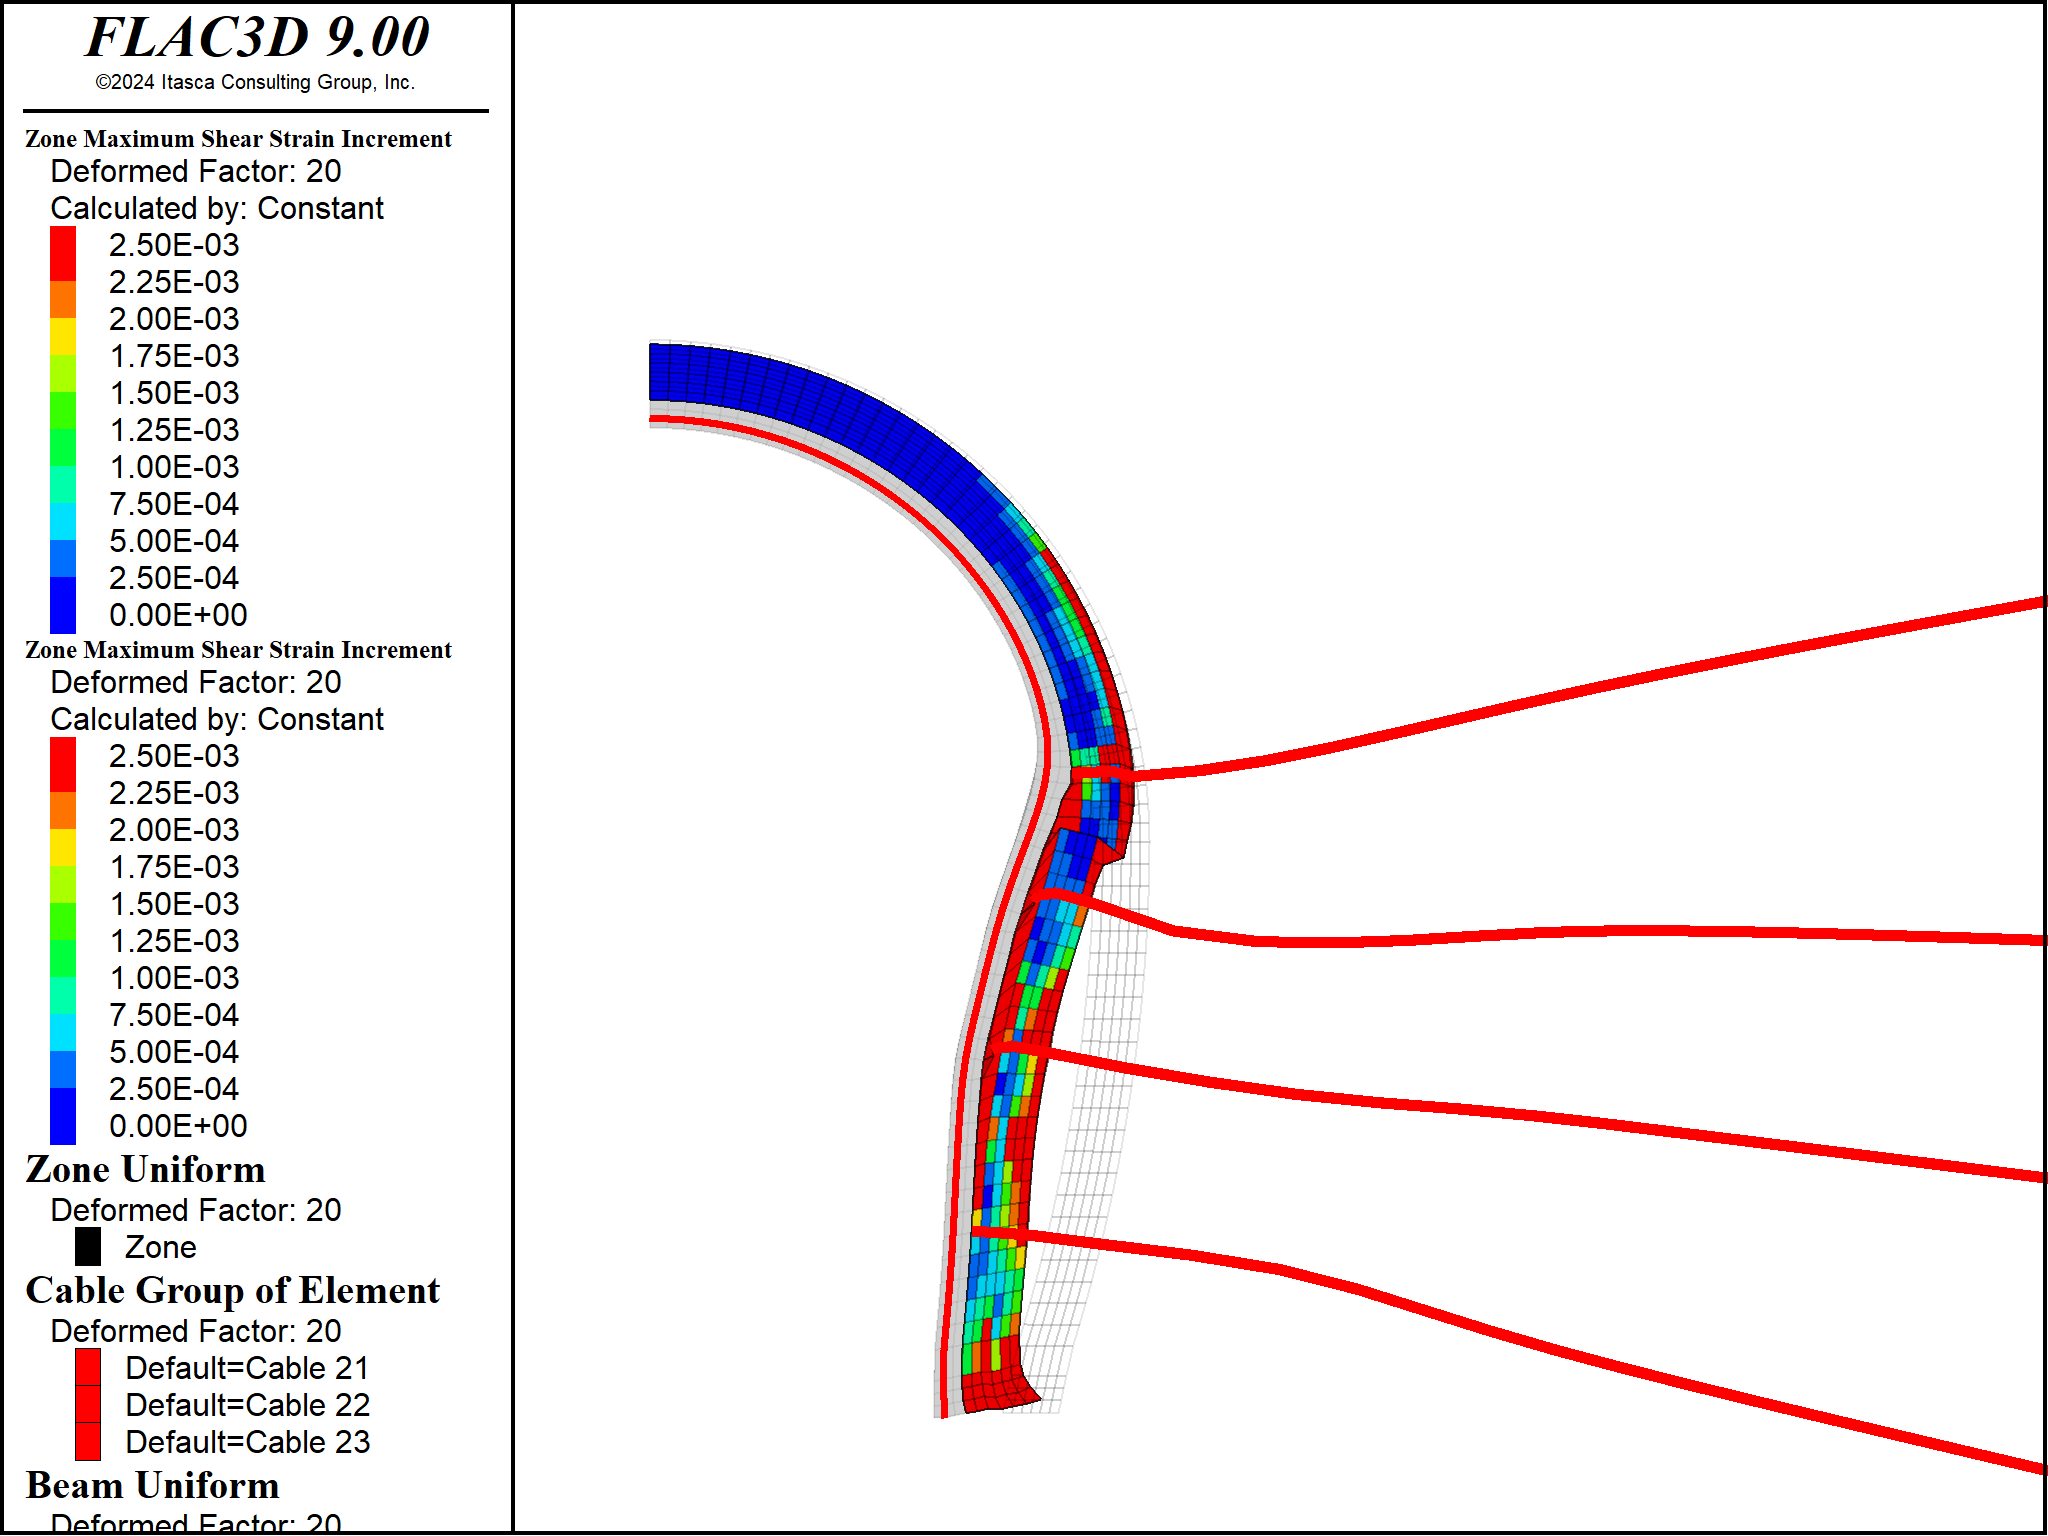 FLAC3D 9.00
©2024 Itasca Consulting Group, Inc.
Zone Maximum Shear Strain Increment
Deformed Factor: 20
Calculated by: Constant
2.50E-03
2.25E-03
2.00E-03
1.75E-03
1.50E-03
1.25E-03
1.00E-03
7.50E-04
5.00E-04
2.50E-04
0.00E+00
Zone Maximum Shear Strain Increment
Deformed Factor: 20
Calculated by: Constant
2.50E-03
2.25E-03
2.00E-03
1.75E-03
1.50E-03
1.25E-03
1.00E-03
7.50E-04
5.00E-04
2.50E-04
0.00E+00
Zone Uniform
Deformed Factor: 20
Zone
Cable Group of Element
Deformed Factor: 20
Default=Cable 21
Default=Cable 22
Default=Cable 23
Beam Uniform
Deformed Factor: 20